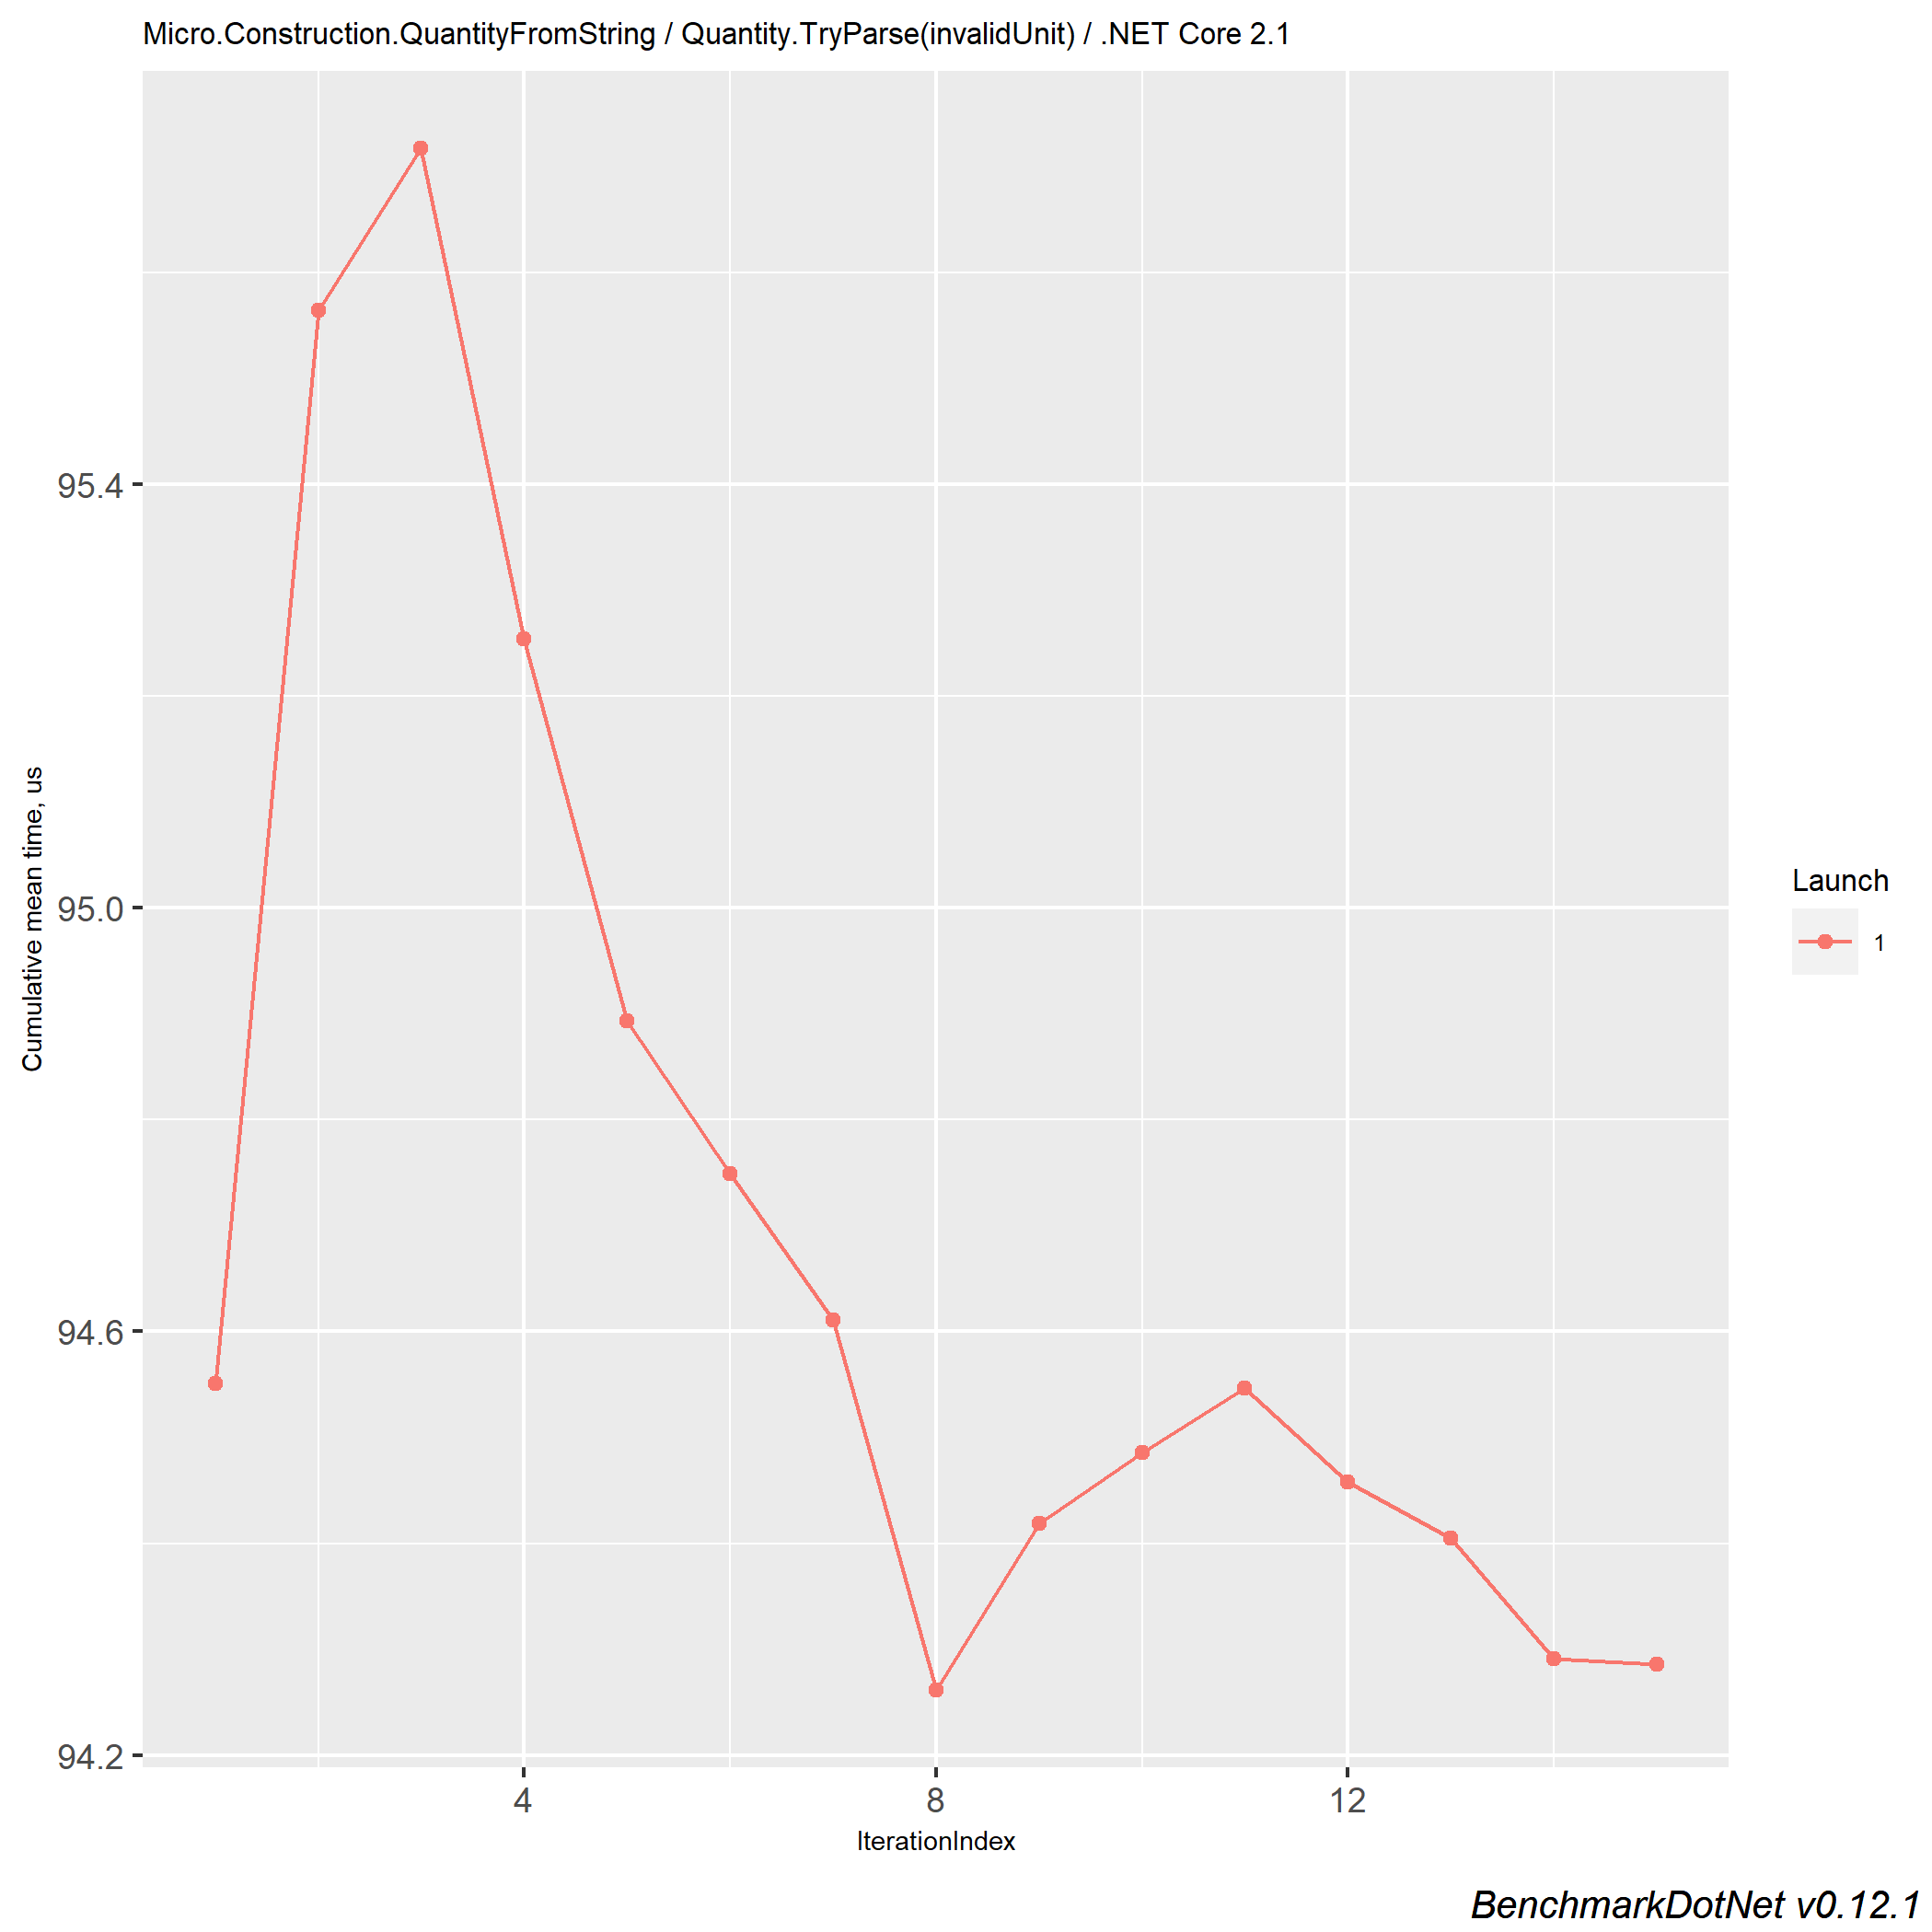 Micro.Construction.QuantityFromString / Quantity.TryParse(invalidUnit) / .NET Core 2.1
95.4
95.0
94.6
94.2
Cumulative mean time, us
4 8 12
IterationIndex
Launch
1
BenchmarkDotNet v0.12.1